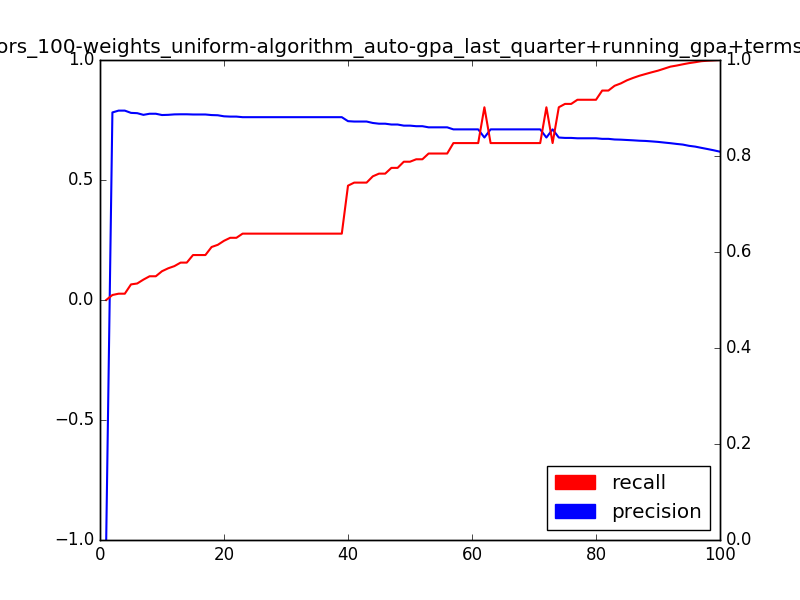 ors_100-weights_uniform-algorithm_auto-gpa_last_quarter+running_gpa+terms
1.0 1.0
0.5 0.8
0.0 0.6
0.4
−0.5 0.2
−1.0 0.0
recall
precision
0 20 40 60 80 100